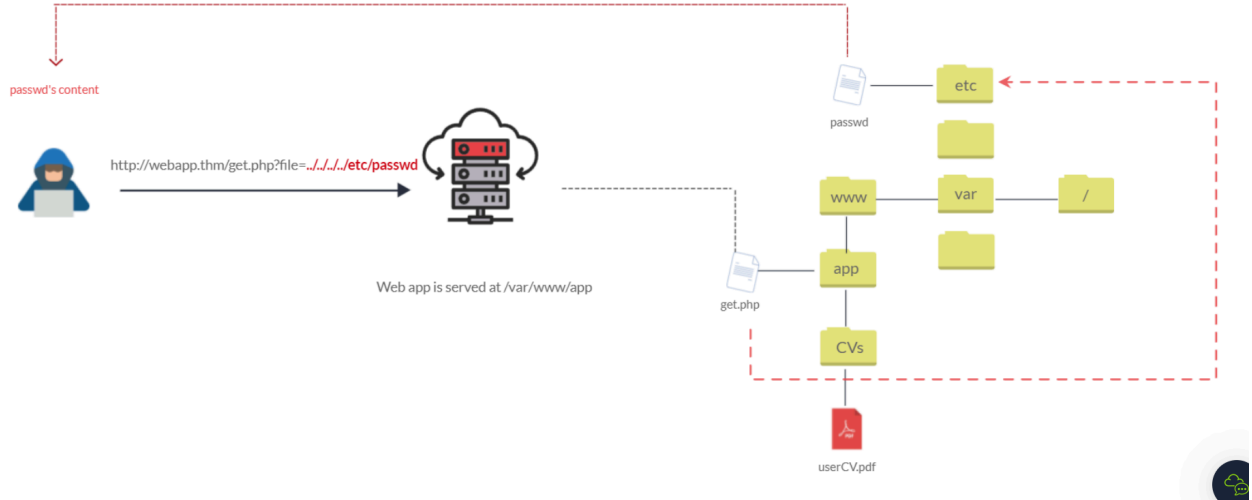 passwd's content
http://webapp.thm/get.php?file=../../../../etc/passwd
Web app is served at /var/www/app
passwd
etc
www
var
/
app
get.php
CVs
PDF
userCV.pdf